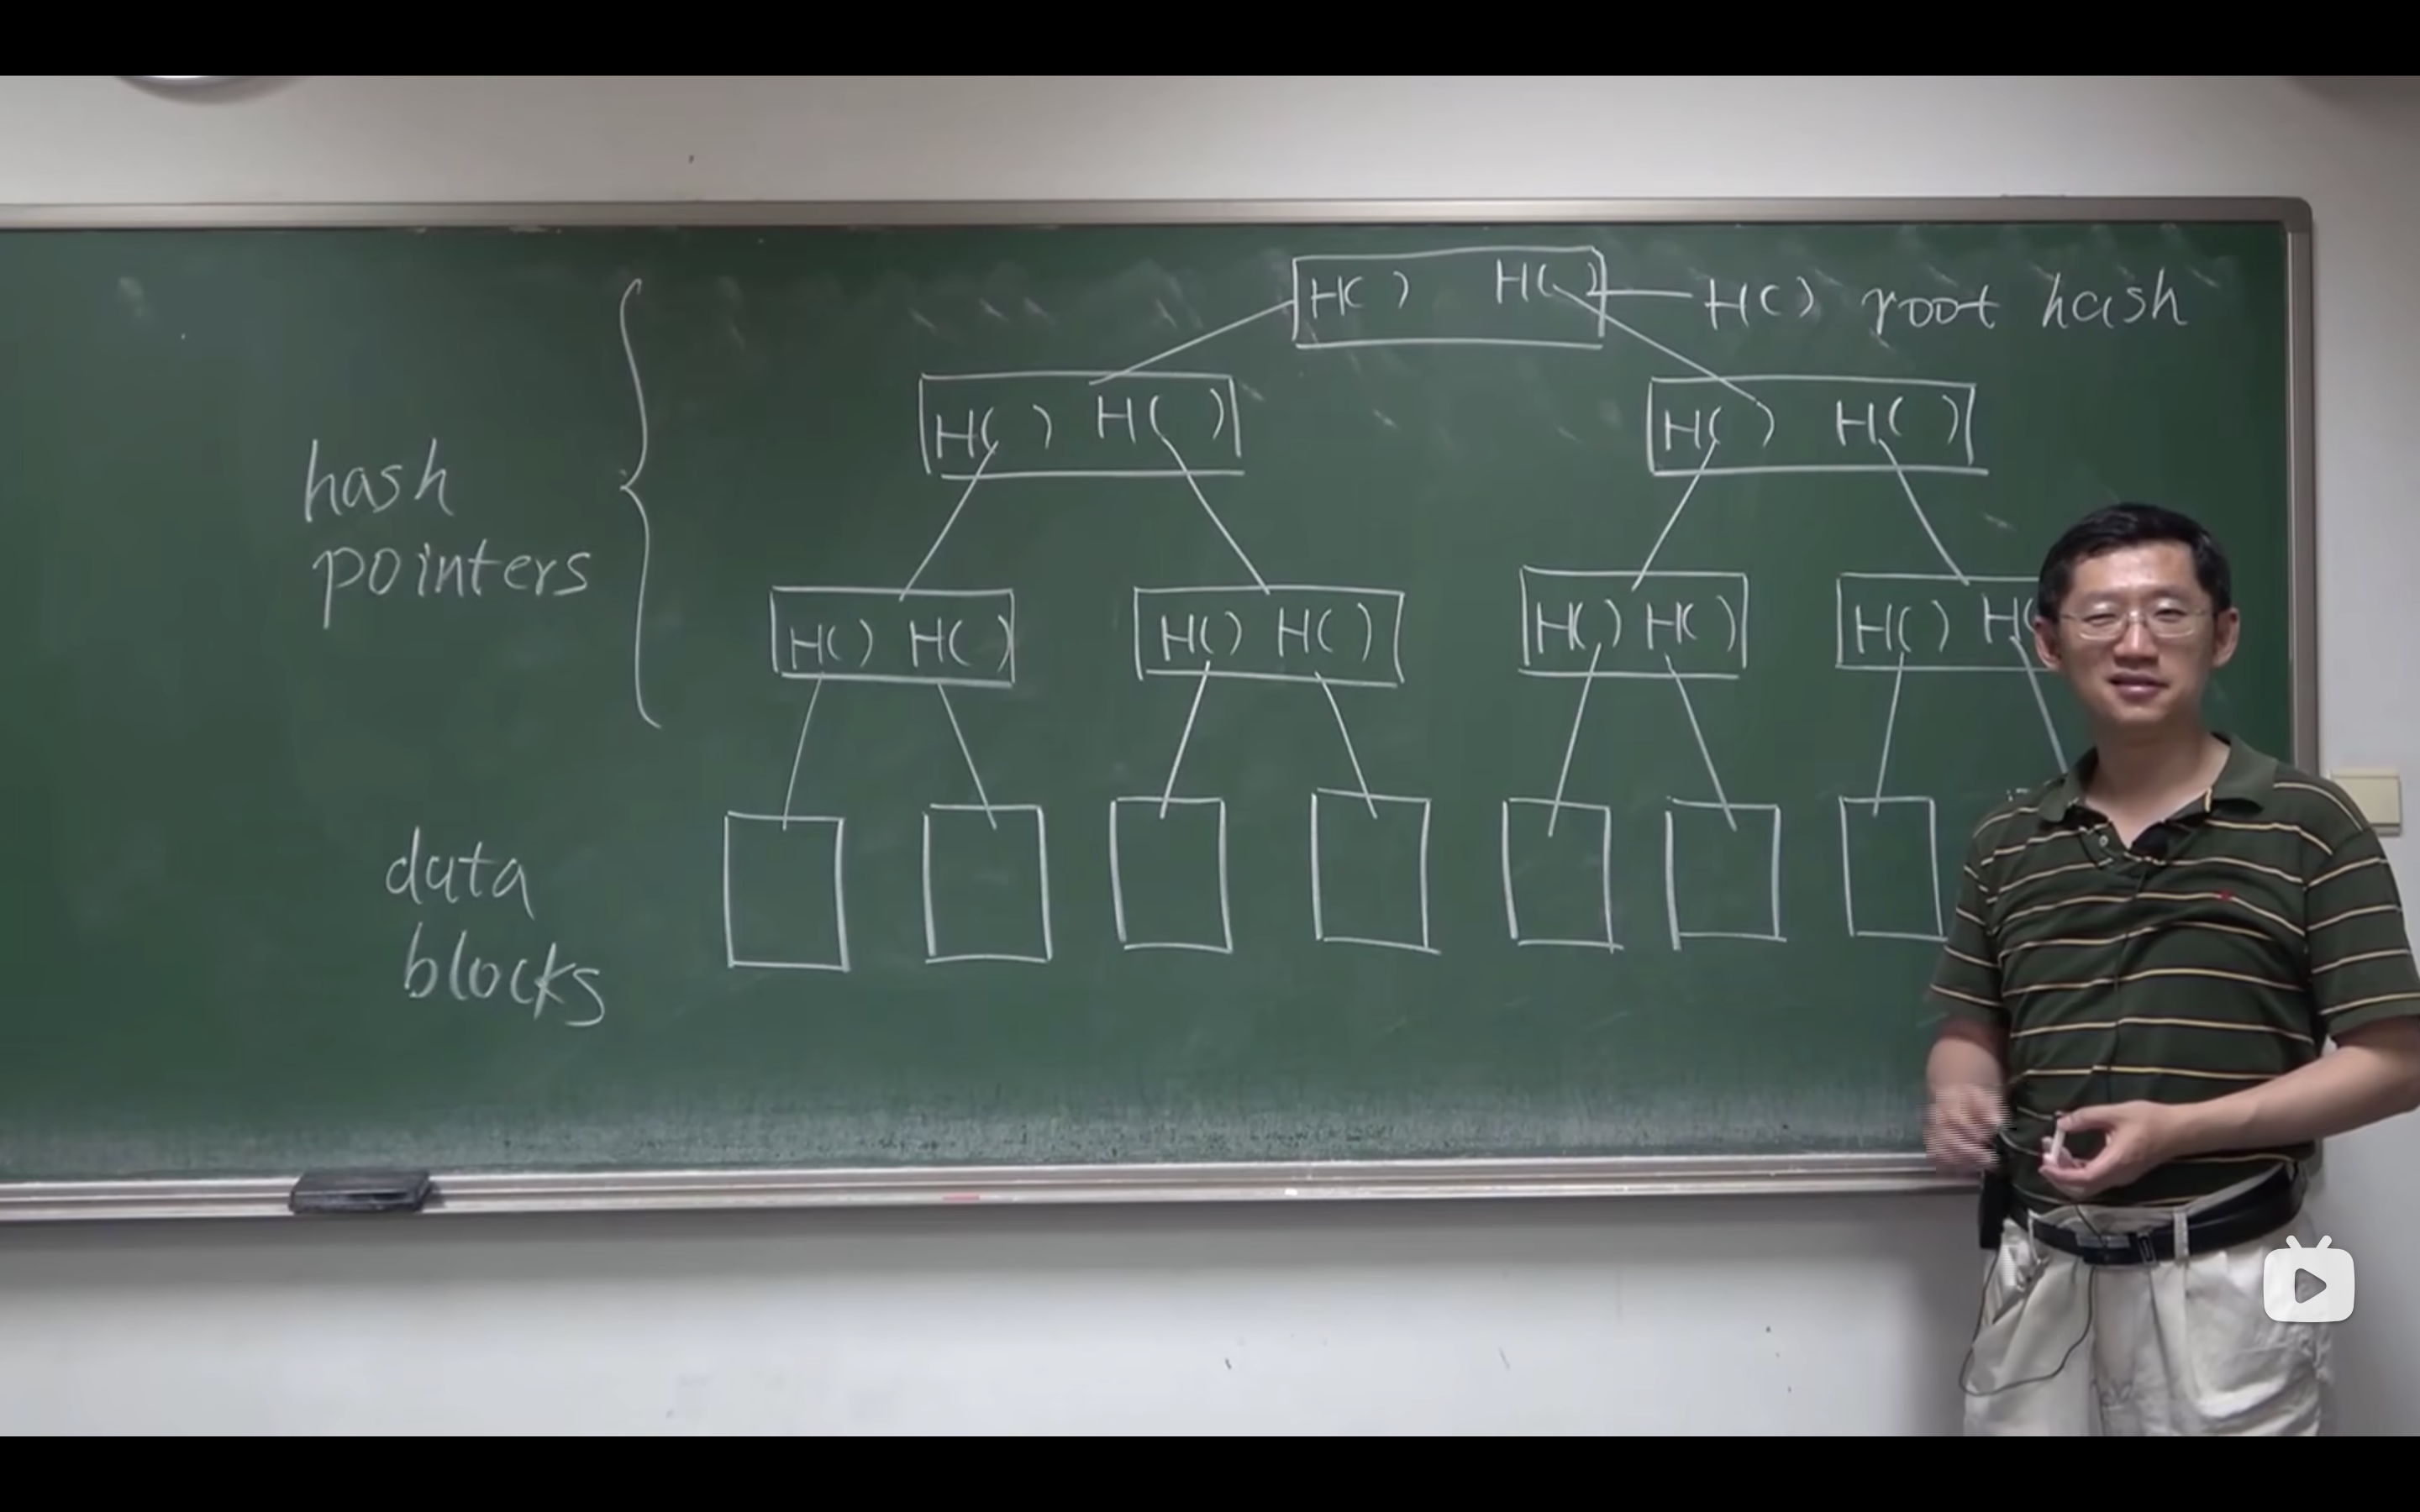 H( ) H( ) H( ) root hash
H( ) H( ) H( ) H( )
hash
pointers
H( ) H( ) H( ) H( ) H( ) H( ) H( ) H(
data
blocks